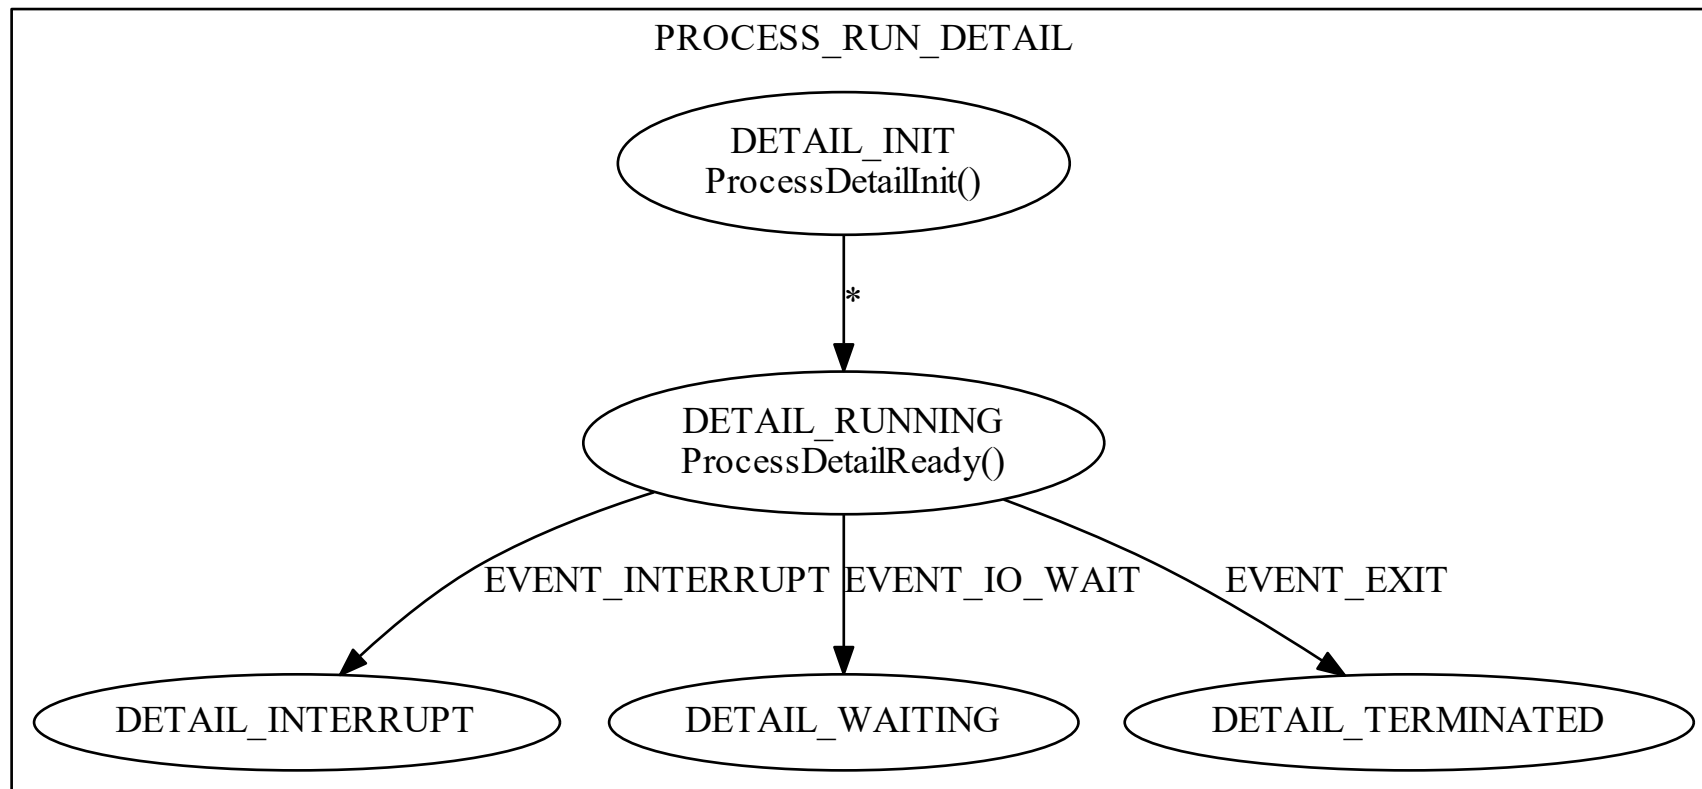 PROCESS_RUN_DETAIL
DETAIL_INIT
ProcessDetailInit()
*
DETAIL_RUNNING
ProcessDetailReady()
EVENT_INTERRUPT
EVENT_IO_WAIT
EVENT_EXIT
DETAIL_INTERRUPT
DETAIL_WAITING
DETAIL_TERMINATED